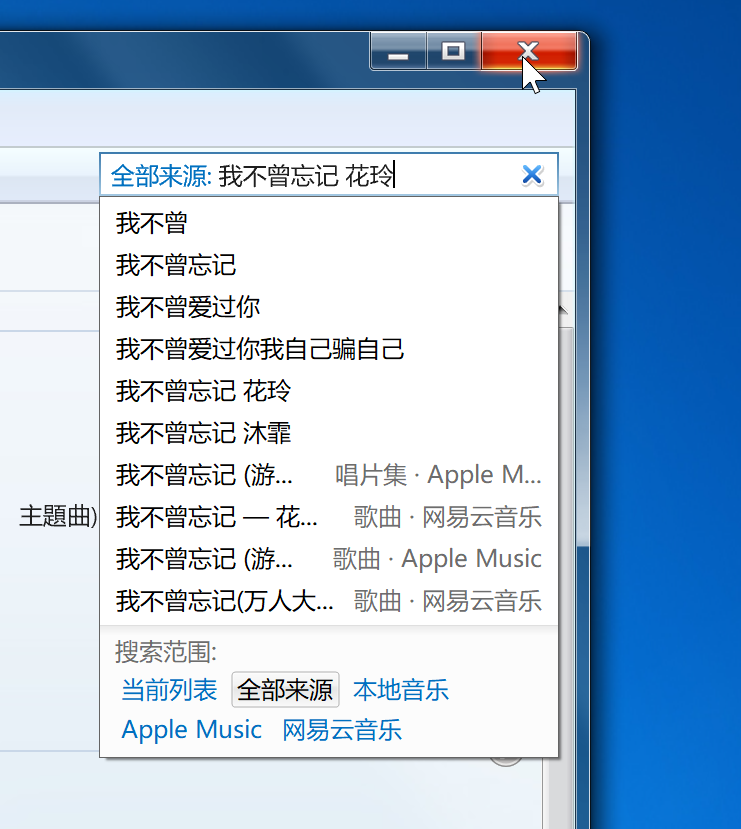 全部来源: 我不曾忘记 花玲
我不曾
我不曾忘记
我不曾爱过你
我不曾爱过你我自己骗自己
我不曾忘记 花玲
我不曾忘记 沐霏
我不曾忘记 (游... 唱片集 · Apple M...
主題曲) 我不曾忘记 — 花... 歌曲 · 网易云音乐
我不曾忘记 (游... 歌曲 · Apple Music
我不曾忘记(万人大... 歌曲 · 网易云音乐
搜索范围:
当前列表 全部来源 本地音乐
Apple Music 网易云音乐